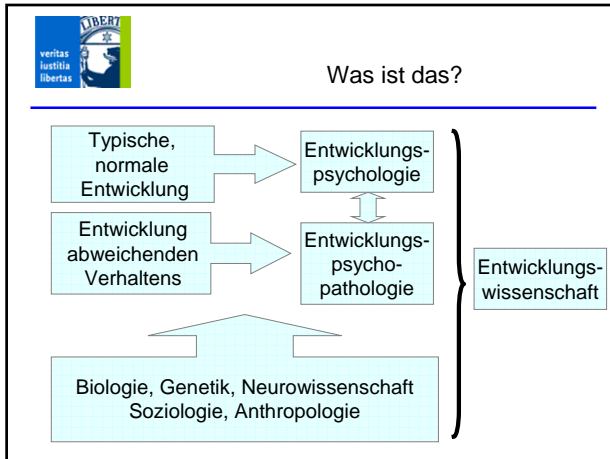 LIBERT
veritas
iustitia
libertas
Was ist das?
Typische,
normale
Entwicklung
Entwicklungs-
psychologie
Entwicklung
abweichenden
Verhaltens
Entwicklungs-
psycho-
pathologie
Entwicklungs-
wissenschaft
Biologie, Genetik, Neurowissenschaft
Soziologie, Anthropologie